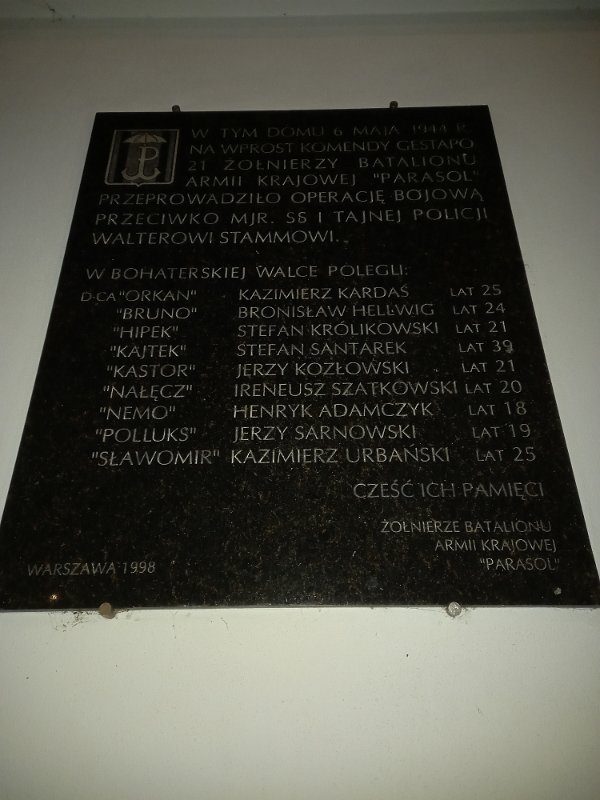 W TYM DOMU 6 MAJA 1944 R.
NA WPROST KOMENDY GESTAPO
21 ŻOŁNIERZY BATALIONU
ARMII KRAJOWEJ "PARASOL"
PRZEPROWADZIŁO OPERACJĘ BOJOWĄ
PRZECIWKO MJR. SS I TAJNEJ POLICJI
WALTEROWI STAMMOWI.
W BOHATERSKIEJ WALCE POLEGLI:
D-CA "ORKAN" KAZIMIERZ KARDAŚ LAT 25
"BRUNO" BRONISŁAW HELLWIG LAT 24
"HIPEK" STEFAN KRÓLIKOWSKI LAT 21
"KAJTEK" STEFAN SANTAREK LAT 39
"KASTOR" JERZY KOZŁOWSKI LAT 21
"NAŁĘCZ" IRENEUSZ SZATKOWSKI LAT 20
"NEMO" HENRYK ADAMCZYK LAT 18
"POLLUKS" JERZY SARNOWSKI LAT 19
"SŁAWOMIR" KAZIMIERZ URBAŃSKI LAT 25
CZEŚĆ ICH PAMIĘCI
ŻOŁNIERZE BATALIONU
ARMII KRAJOWEJ
"PARASOL"
WARSZAWA 1998